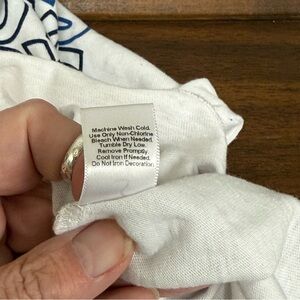 Machine Wash Cold.
Use Only Non-Chlorine
Bleach When Needed.
Tumble Dry Low.
Remove Promptly.
Cool Iron If Needed.
Do Not Iron Decoration.